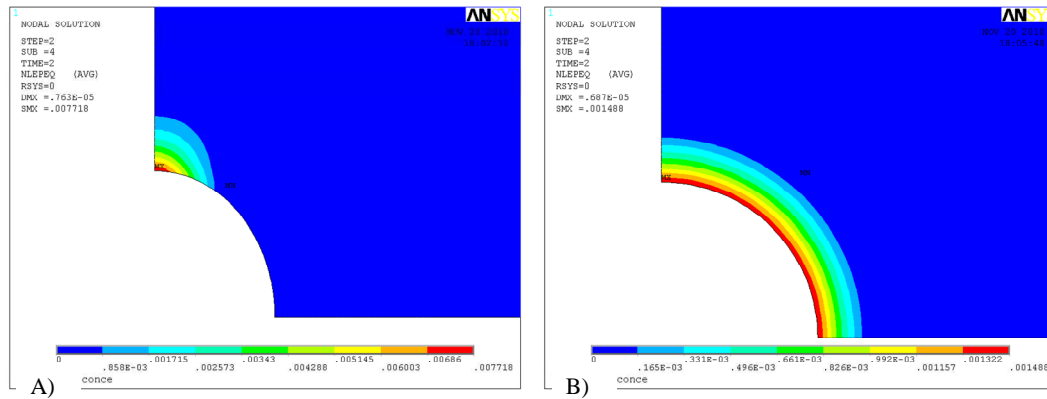 1
NODAL SOLUTION
STEP=2
SUB =4
TIME=2
NLEPEQ (AVG)
RSYS=0
DMX =.763E-05
SMX =.007718
ANSYS
MX
MN
0
.858E-03
.001715
.002573
.00343
.004288
.005145
.006003
.00686
.007718
A)
conce
1
NODAL SOLUTION
STEP=2
SUB =4
TIME=2
NLEPEQ (AVG)
RSYS=0
DMX =.687E-05
SMX =.001488
ANSYS
MX
MN
0
.165E-03
.331E-03
.496E-03
.661E-03
.826E-03
.992E-03
.001157
.001322
.001488
B)
conce